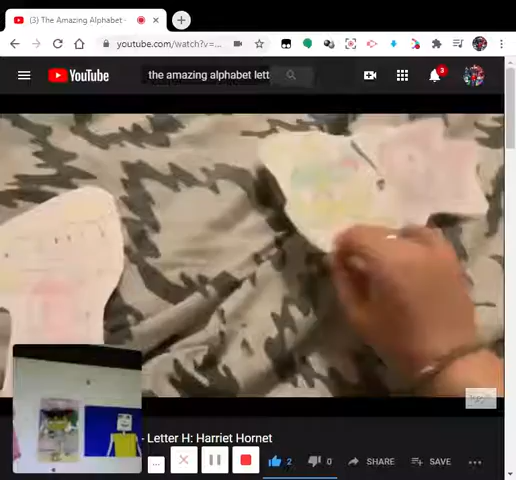 (3) The Amazing Alphabet -
youtube.com/watch?v=...
YouTube
the amazing alphabet lett
3
- Letter H: Harriet Hornet
2
0
SHARE
SAVE